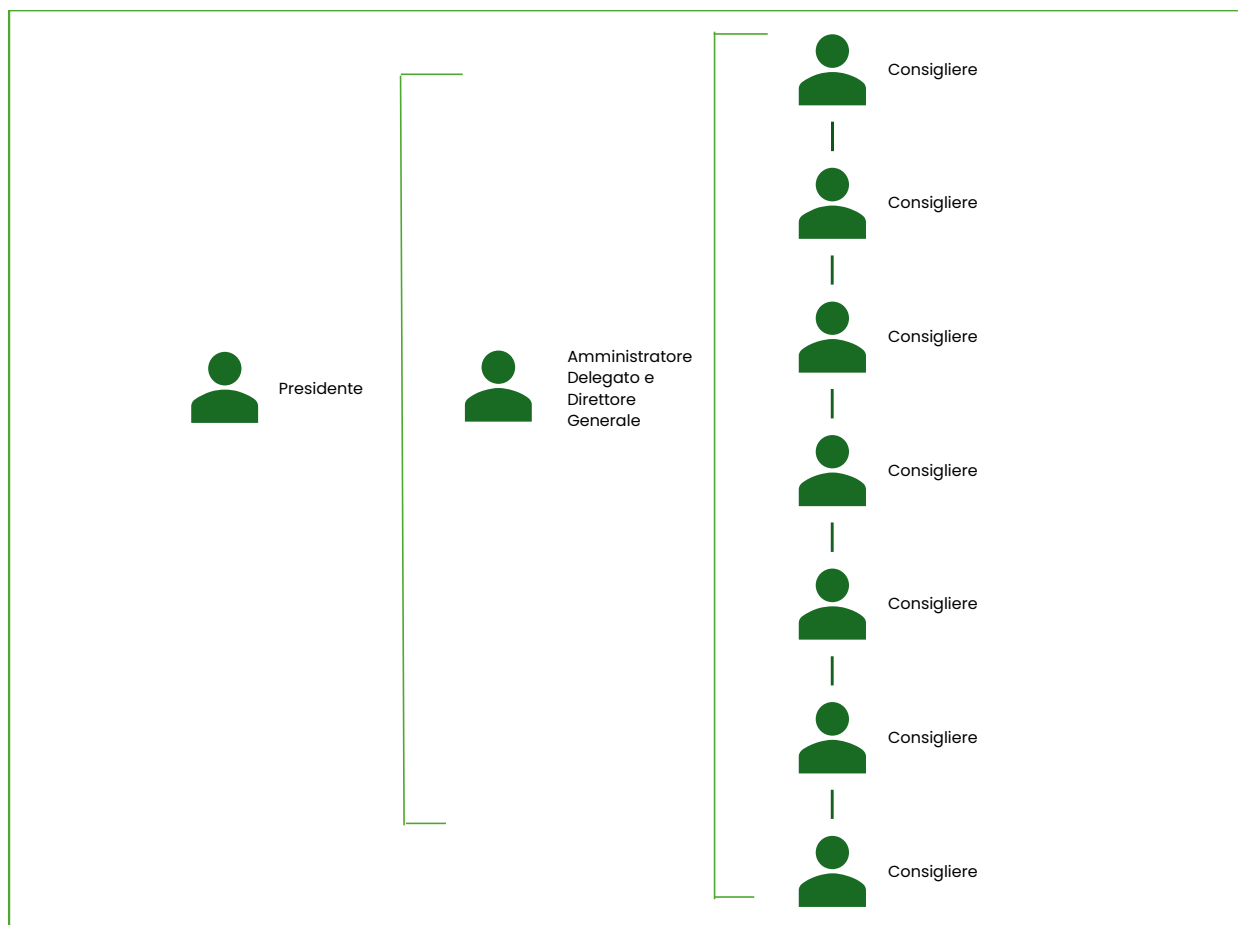 Presidente
Amministratore
Delegato e
Direttore
Generale
Consigliere
Consigliere
Consigliere
Consigliere
Consigliere
Consigliere
Consigliere